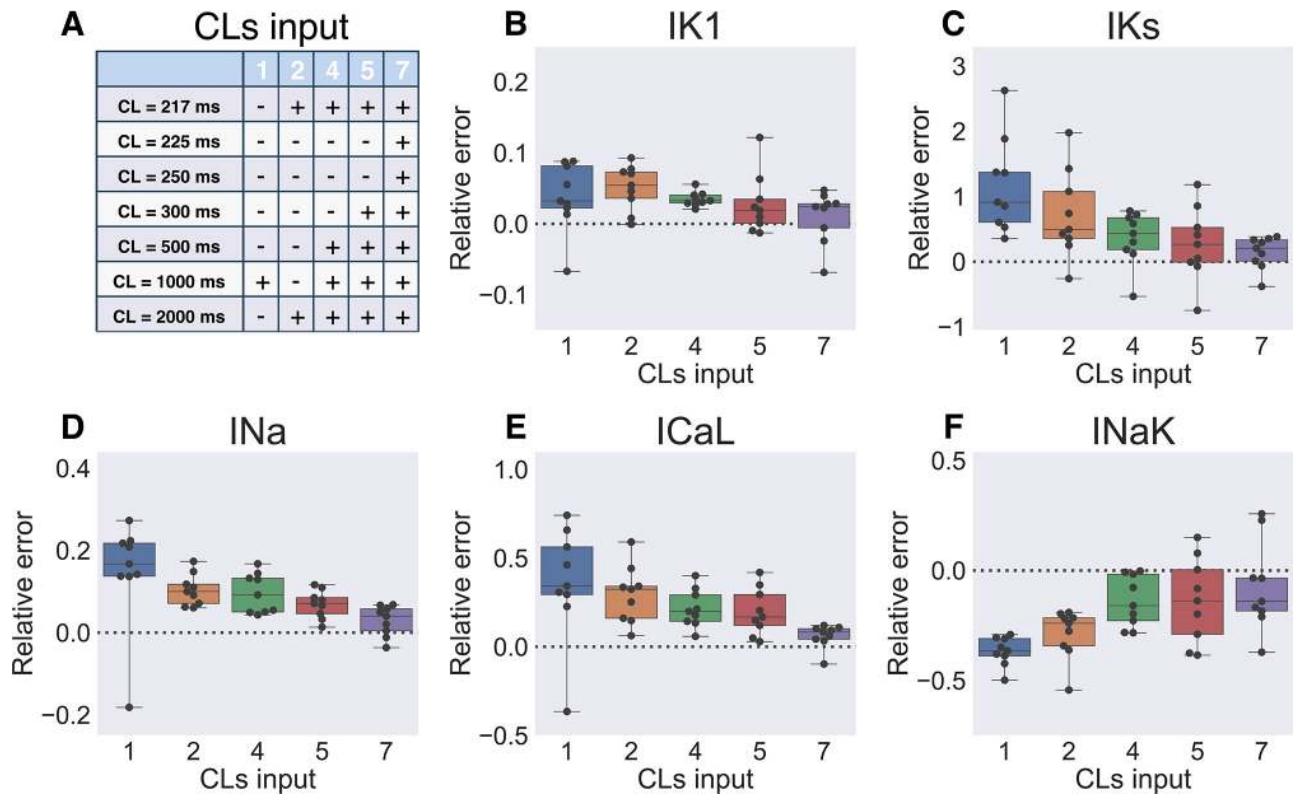 A CLs input
1 2 4 5 7
CL = 217 ms - + + + +
CL = 225 ms - - - - +
CL = 250 ms - - - - +
CL = 300 ms - - - + +
CL = 500 ms - - + + +
CL = 1000 ms + - + + +
CL = 2000 ms - + + + +
B IK1
Relative error
0.2
0.1
0.0
−0.1
1 2 4 5 7
CLs input
C IKs
Relative error
3
2
1
0
−1
1 2 4 5 7
CLs input
D INa
Relative error
0.4
0.2
0.0
−0.2
1 2 4 5 7
CLs input
E ICaL
Relative error
1.0
0.5
0.0
−0.5
1 2 4 5 7
CLs input
F INaK
Relative error
0.5
0.0
−0.5
1 2 4 5 7
CLs input